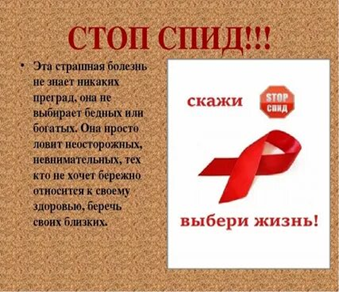 СТОП СПИД!!!
• Эта страшная болезнь
не знает никаких
преград, она не
выбирает бедных или
богатых. Она просто
ловит неосторожных,
невнимательных, тех
кто не хочет бережно
относится к своему
здоровью, беречь
своих близких.
скажи
STOP
СПИД
выбери жизнь!